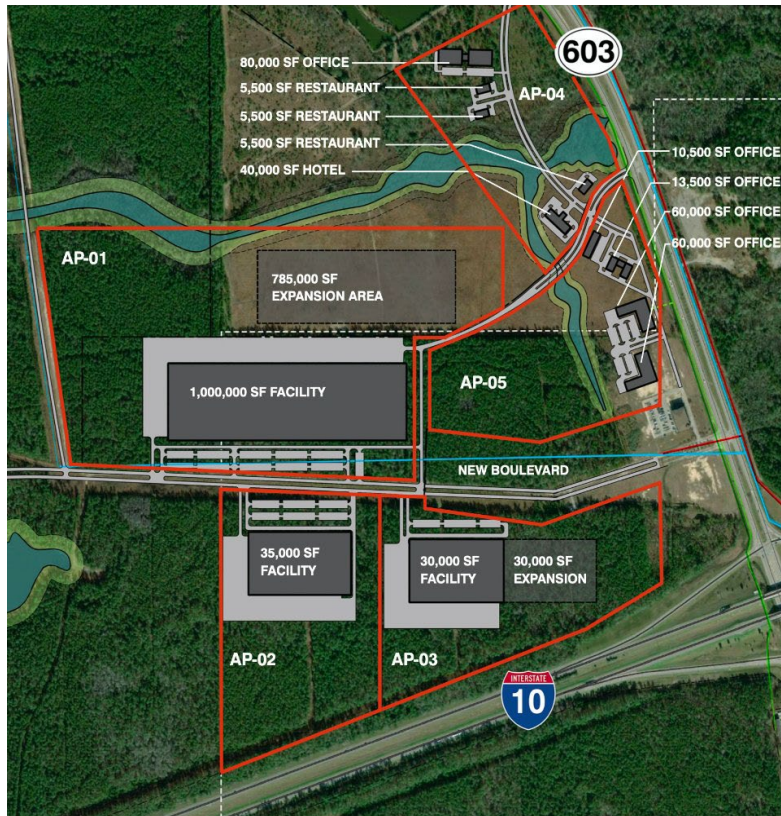 603
80,000 SF OFFICE
5,500 SF RESTAURANT
AP-04
5,500 SF RESTAURANT
5,500 SF RESTAURANT
40,000 SF HOTEL
10,500 SF OFFICE
13,500 SF OFFICE
60,000 SF OFFICE
60,000 SF OFFICE
AP-01
785,000 SF
EXPANSION AREA
1,000,000 SF FACILITY
AP-05
NEW BOULEVARD
35,000 SF
FACILITY
30,000 SF
FACILITY
30,000 SF
EXPANSION
AP-02
AP-03
INTERSTATE
10